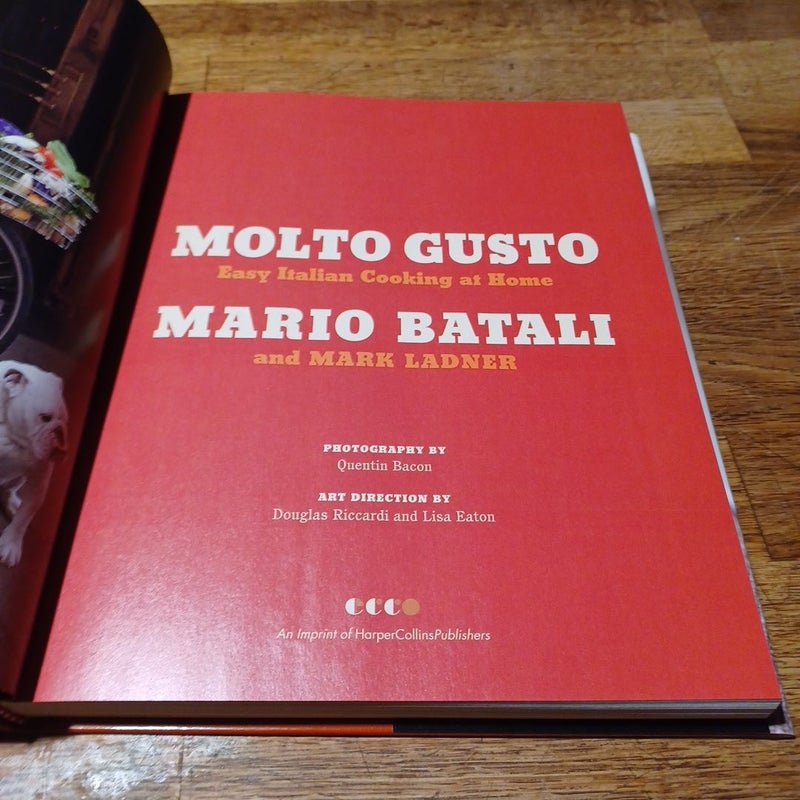 MOLTO GUSTO
Easy Italian Cooking at Home
MARIO BATALI
and MARK LADNER
PHOTOGRAPHY BY
Quentin Bacon
ART DIRECTION BY
Douglas Riccardi and Lisa Eaton
ecco
An Imprint of HarperCollinsPublishers